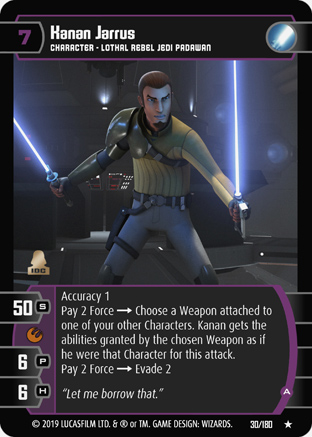 7
Kanan Jarrus
CHARACTER - LOTHAL REBEL JEDI PADAWAN
IDC
50 S
6 P
6 H
Accuracy 1
Pay 2 Force → Choose a Weapon attached to
one of your other Characters. Kanan gets the
abilities granted by the chosen Weapon as if
he were that Character for this attack.
Pay 2 Force → Evade 2
“Let me borrow that.”
A
© 2019 LUCASFILM LTD. & ® or TM. GAME DESIGN: WIZARDS. 30/180 ★